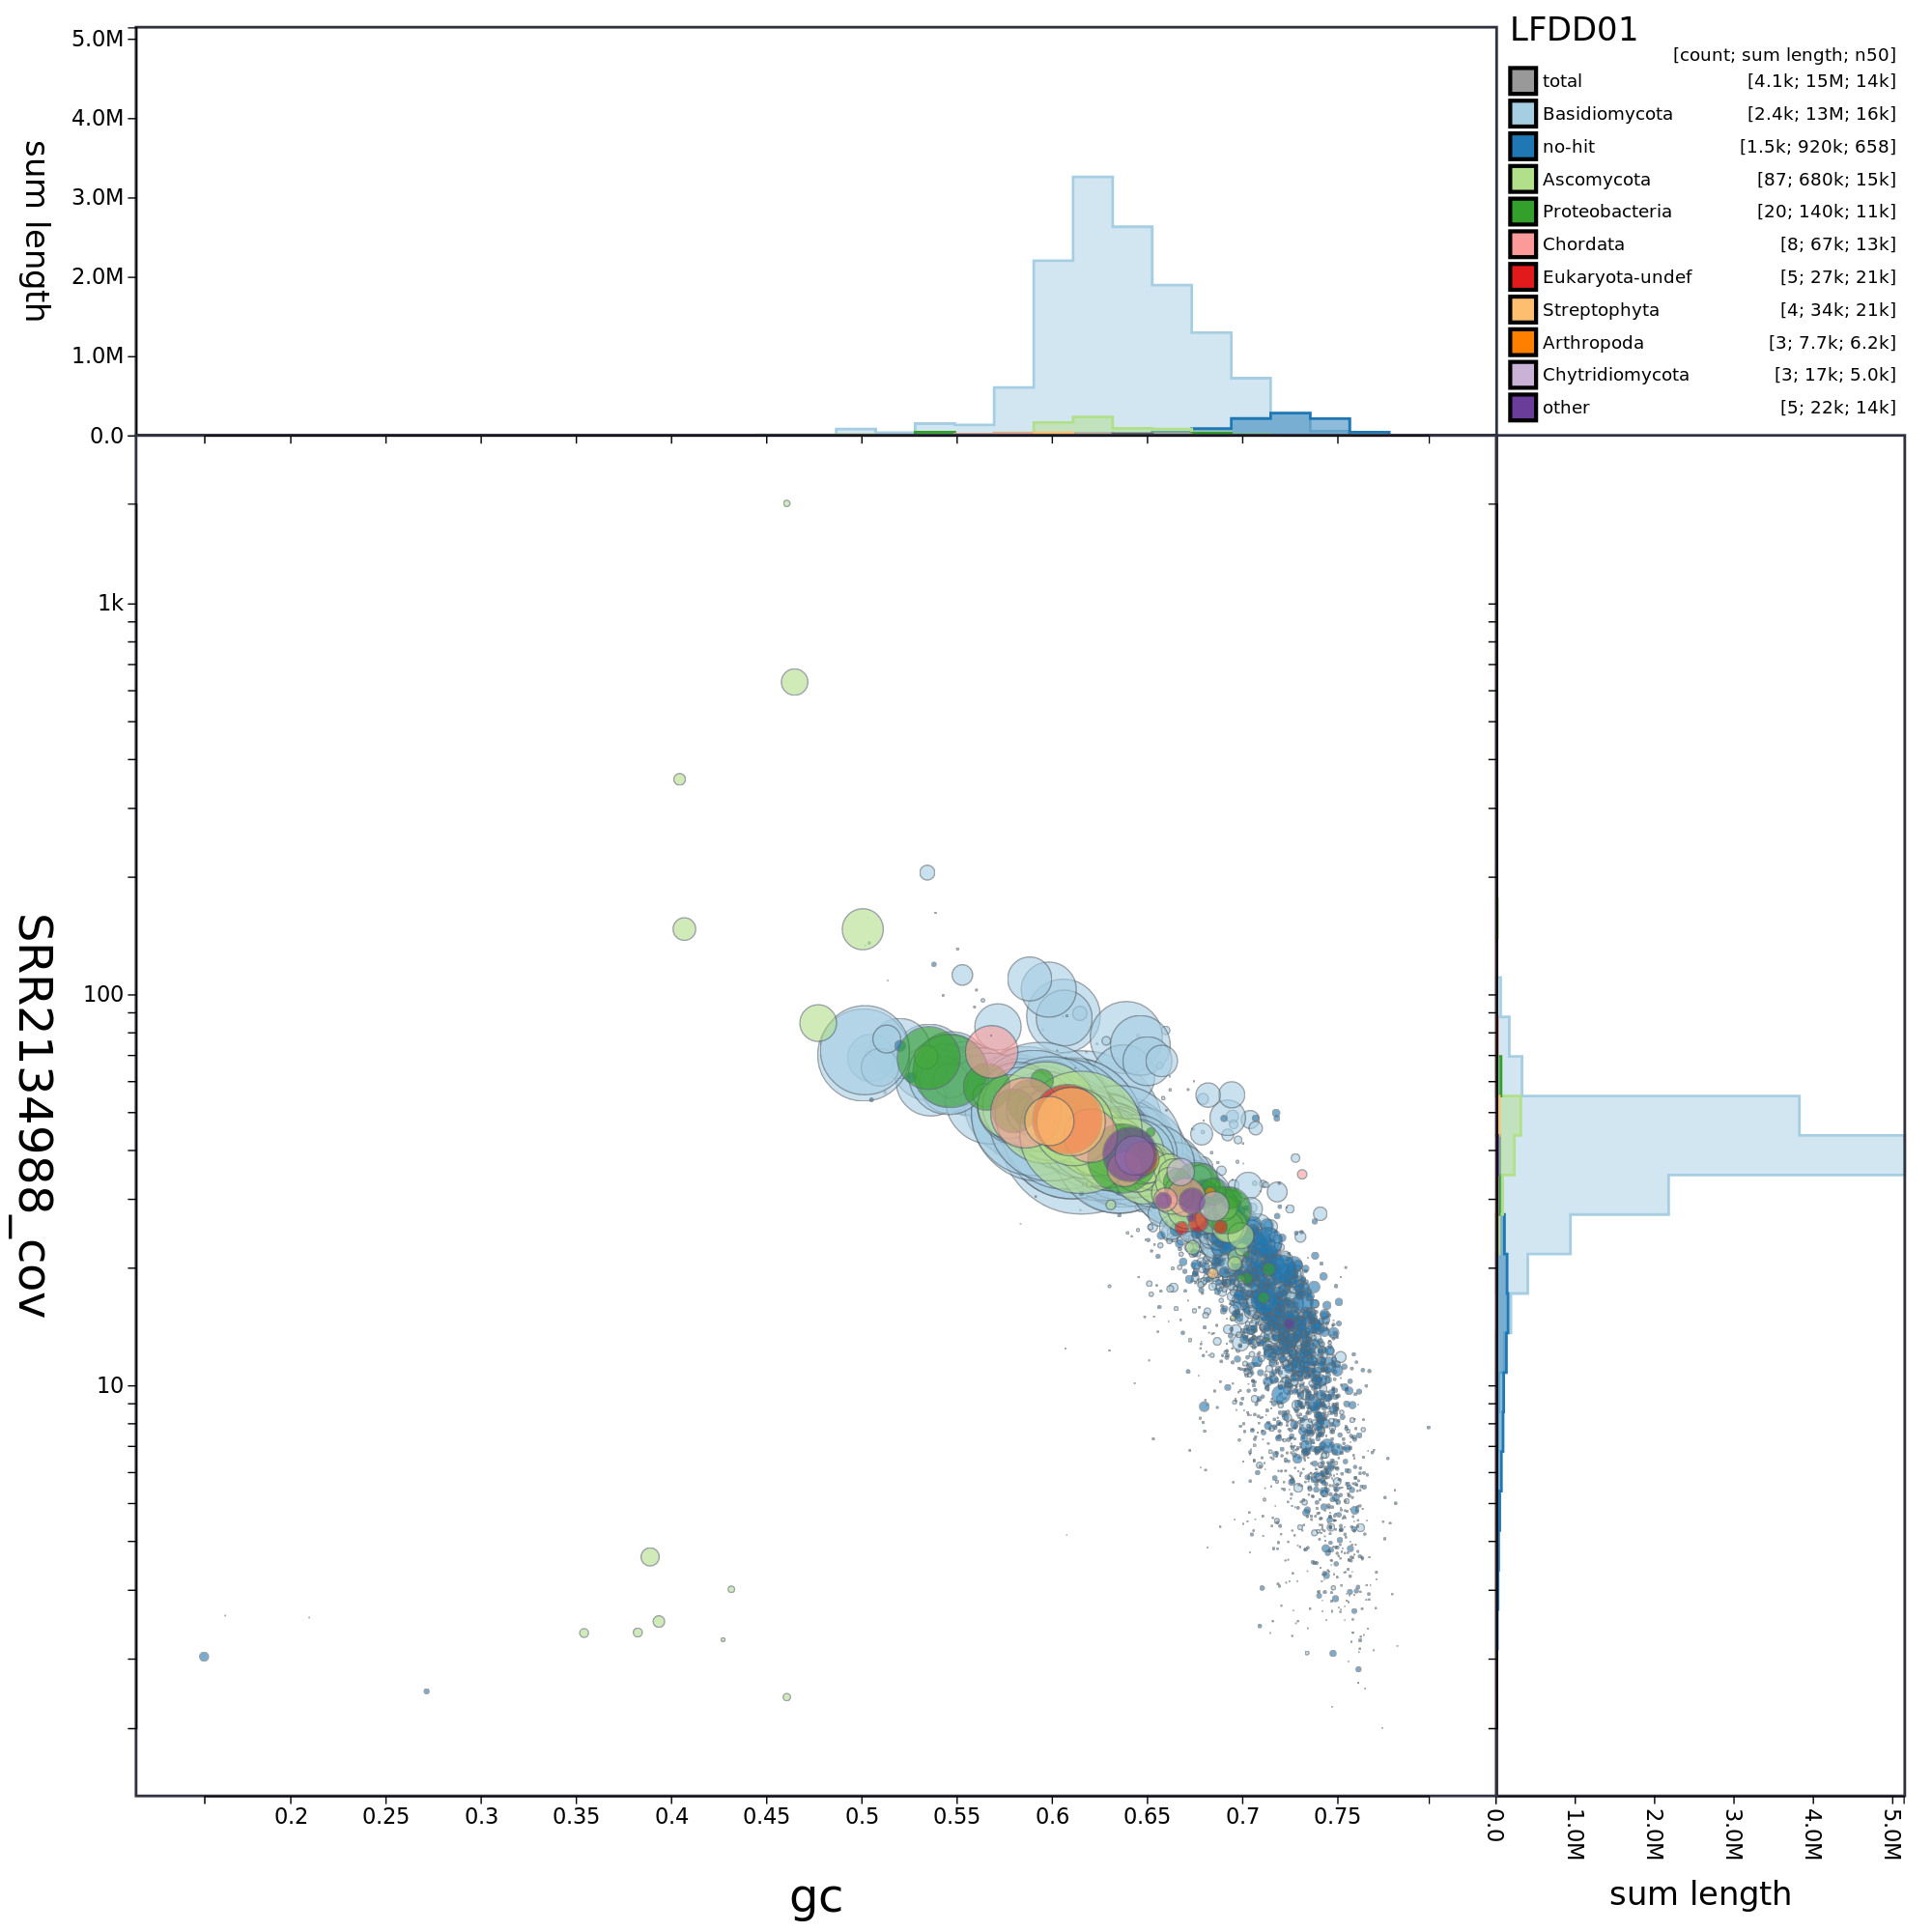 LFDD01
[count; sum length; n50]
total [4.1k; 15M; 14k]
Basidiomycota [2.4k; 13M; 16k]
no-hit [1.5k; 920k; 658]
Ascomycota [87; 680k; 15k]
Proteobacteria [20; 140k; 11k]
Chordata [8; 67k; 13k]
Eukaryota-undef [5; 27k; 21k]
Streptophyta [4; 34k; 21k]
Arthropoda [3; 7.7k; 6.2k]
Chytridiomycota [3; 17k; 5.0k]
other [5; 22k; 14k]
sum length
5.0M
4.0M
3.0M
2.0M
1.0M
0.0
SRR2134988_cov
1k
100
10
0.2 0.25 0.3 0.35 0.4 0.45 0.5 0.55 0.6 0.65 0.7 0.75
gc
0.0 1.0M 2.0M 3.0M 4.0M 5.0M
sum length